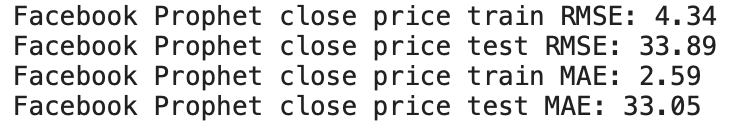 Facebook Prophet close price train RMSE: 4.34
Facebook Prophet close price test RMSE: 33.89
Facebook Prophet close price train MAE: 2.59
Facebook Prophet close price test MAE: 33.05